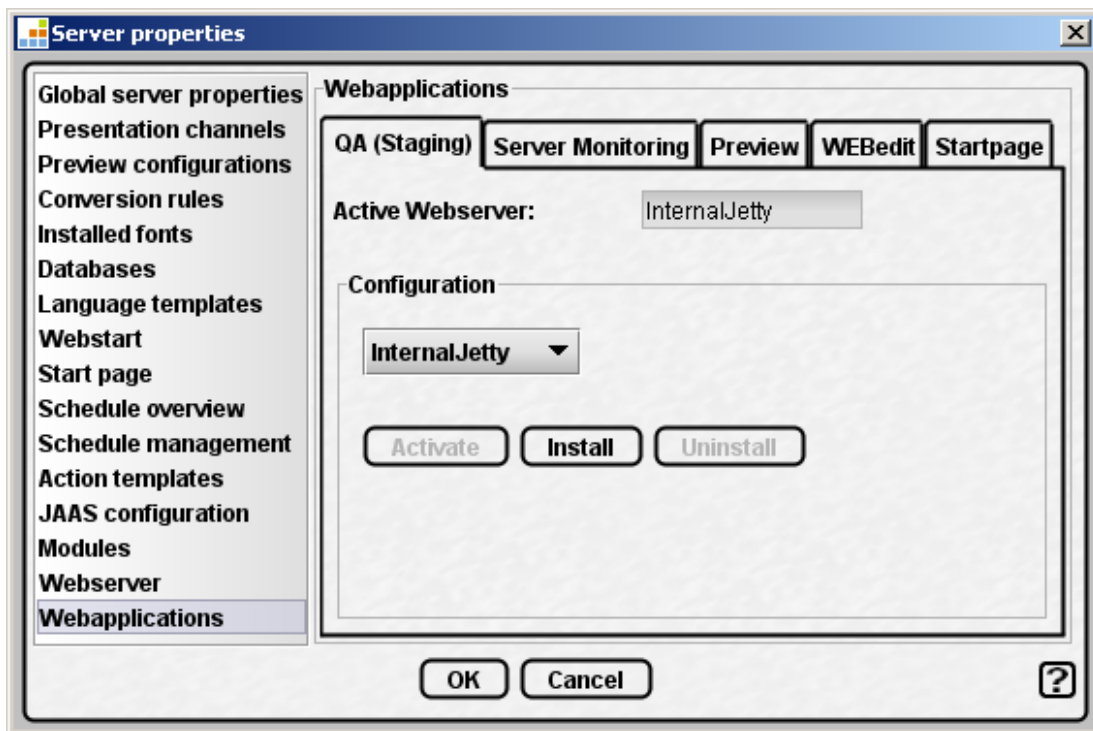 Server properties
Global server properties
Presentation channels
Preview configurations
Conversion rules
Installed fonts
Databases
Language templates
Webstart
Start page
Schedule overview
Schedule management
Action templates
JAAS configuration
Modules
Webserver
Webapplications
Webapplications
QA (Staging) Server Monitoring Preview WEBedit Startpage
Active Webserver: InternalJetty
Configuration
InternalJetty
Activate Install Uninstall
OK Cancel ?